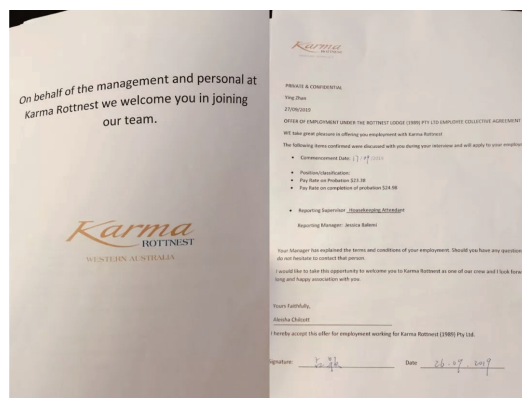 On behalf of the management and personal at
Karma Rottnest we welcome you in joining
our team.
Karma
ROTTNEST
WESTERN AUSTRALIA
Karma
ROTTNEST
PRIVATE & CONFIDENTIAL
Ying Zhan
27/09/2019
OFFER OF EMPLOYMENT UNDER THE ROTTNEST LODGE (1989) PTY LTD EMPLOYEE COLLECTIVE AGREEMENT
WE take great pleasure in offering you employment with Karma Rottnest
The following items confirmed were discussed with you during your interview and will apply to your
• Commencement Date:
• Position/classification:
• Pay Rate on Probation $23.38
• Pay Rate on completion of probation $24.98
• Reporting Supervisor Housekeeping Attendant
Reporting Manager: Jessica
Your Manager has explained the terms and conditions of your employment. Should you have any question
do not hesitate to contact that person.
I would like to take this opportunity to welcome you to Karma Rottnest as one of our crew and I look
long and happy association with you.
Yours Faithfully,
Aleisha Chilcott
I hereby accept this offer for employment working for Karma Rottnest (1989) Pty Ltd.
Signature: Date 26.09.2019